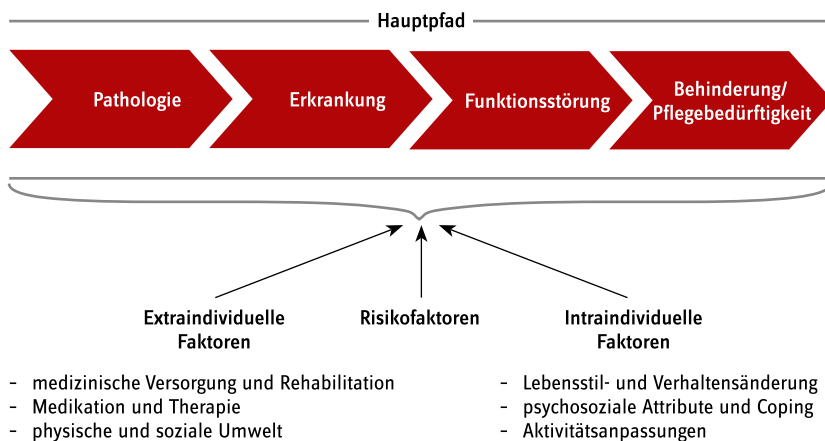 Hauptpfad
Pathologie
Erkrankung
Funktionsstörung
Behinderung/
Pflegebedürftigkeit
Extraindividuelle
Faktoren
- medizinische Versorgung und Rehabilitation
- Medikation und Therapie
- physische und soziale Umwelt
Risikofaktoren
Intraindividuelle
Faktoren
- Lebensstil- und Verhaltensänderung
- psychosoziale Attribute und Coping
- Aktivitätsanpassungen